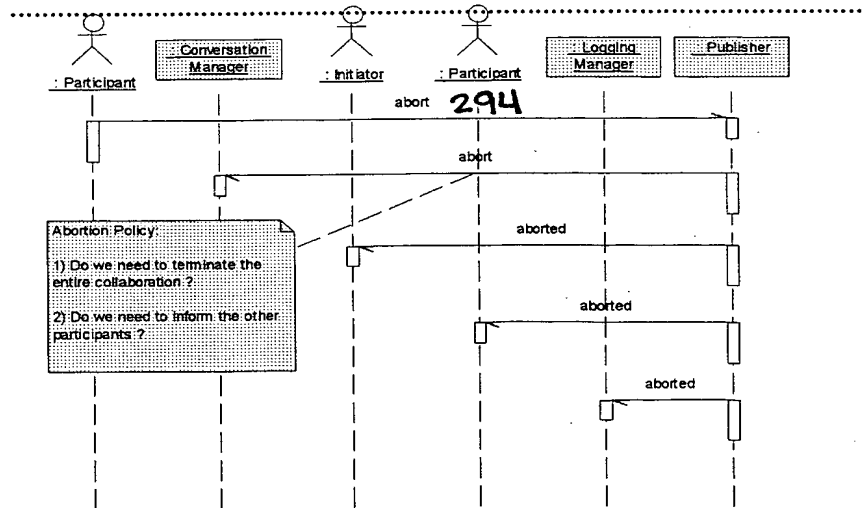 : Participant
: Conversation
Manager
: Initiator
: Participant
: Logging
Manager
: Publisher
abort 294
abort
aborted
aborted
aborted
Abortion Policy:
1) Do we need to terminate the
entire collaboration ?
2) Do we need to inform the other
participants ?